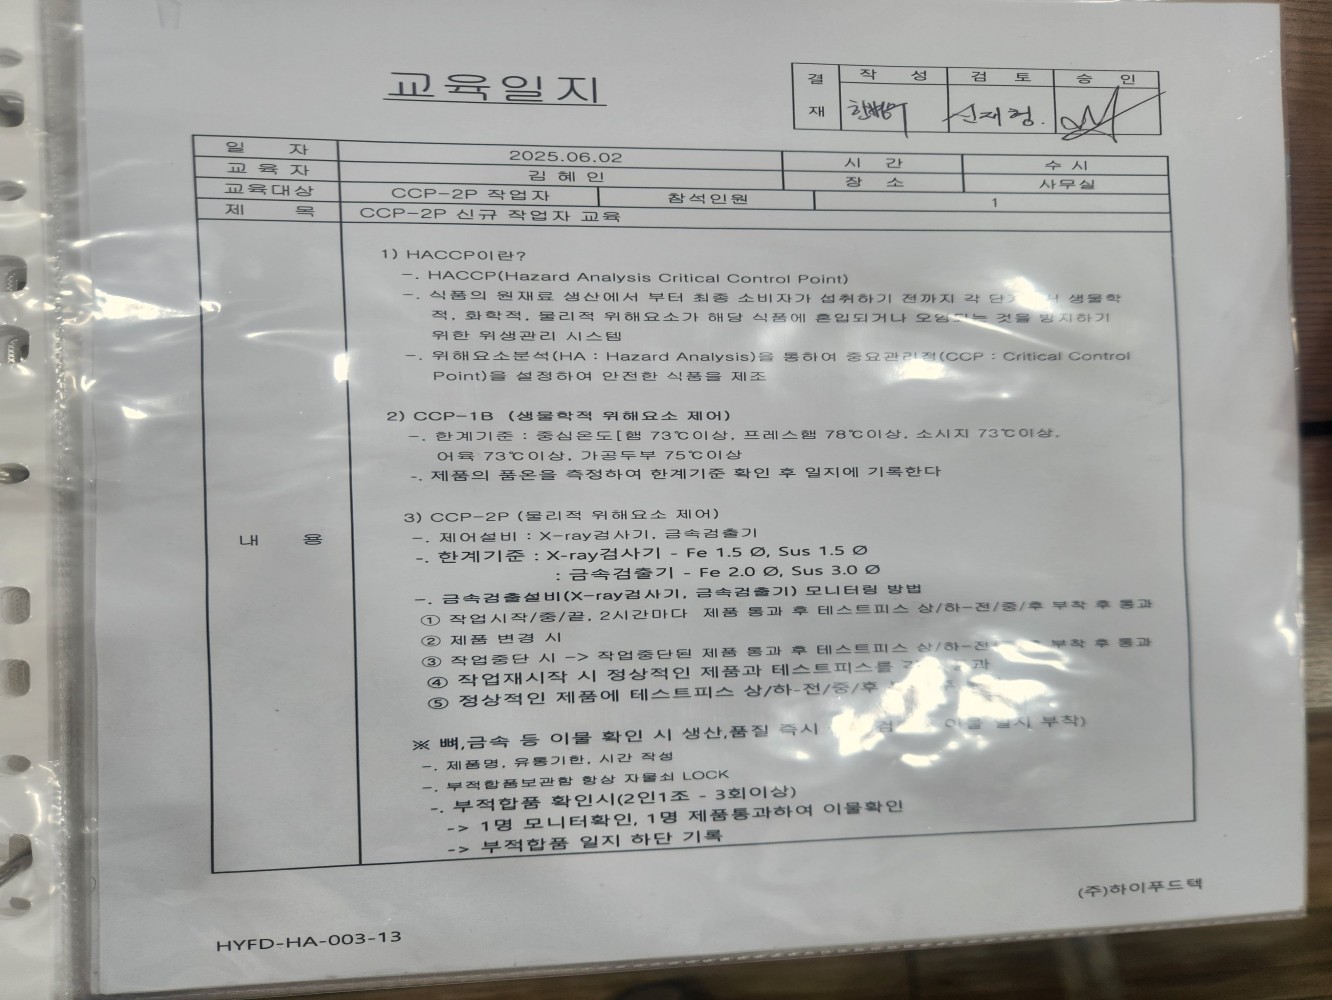 교육일지
결재 작 성 검 토 승 인
신재헝.
일 자 2025.06.02 시 간 수 시
교 육 자 김 혜 인 장 소 사무실
교육대상 CCP-2P 작업자 참석인원 1
제 목 CCP-2P 신규 작업자 교육
내 용
1) HACCP이란?
-. HACCP(Hazard Analysis Critical Control Point)
-. 식품의 원재료 생산에서 부터 최종 소비자가 섭취하기 전까지 각 생물학
적, 화학적, 물리적 위해요소가 해당 식품에 혼입되거나 것을 방지하기
위한 위생관리 시스템
-. 위해요소분석(HA : Hazard Analysis)을 통하여 중요관리점(CCP : Critical Control
Point)을 설정하여 안전한 식품을 제조
2) CCP-1B (생물학적 위해요소 제어)
-. 한계기준 : 중심온도[햄 73℃이상, 프레스햄 78℃이상, 소시지 73℃이상,
어육 73℃이상, 가공두부 75℃이상
-. 제품의 품온을 측정하여 한계기준 확인 후 일지에 기록한다
3) CCP-2P (물리적 위해요소 제어)
-. 제어설비 : X-ray검사기, 금속검출기
-. 한계기준 : X-ray검사기 - Fe 1.5 Ø, Sus 1.5 Ø
: 금속검출기 - Fe 2.0 Ø, Sus 3.0 Ø
-. 금속검출설비(X-ray검사기, 금속검출기) 모니터링 방법
① 작업시작/중/끝, 2시간마다 제품 통과 후 테스트피스 상/하-전/중/후 부착 후 통과
② 제품 변경 시
③ 작업중단 시 -> 작업중단된 제품 통과 후 테스트피스 부착 후 통과
④ 작업재시작 시 정상적인 제품과 테스트피스를
⑤ 정상적인 제품에 테스트피스 상/하-전/중/후
※ 뼈,금속 등 이물 확인 시 생산,품질 즉시 부착)
-. 제품명, 유통기한, 시간 작성
-. 부적합품보관함 항상 자물쇠 LOCK
-. 부적합품 확인시(2인1조 - 3회이상)
-> 1명 모니터확인, 1명 제품통과하여 이물확인
-> 부적합품 일지 하단 기록
(주)하이푸드텍
HYFD-HA-003-13